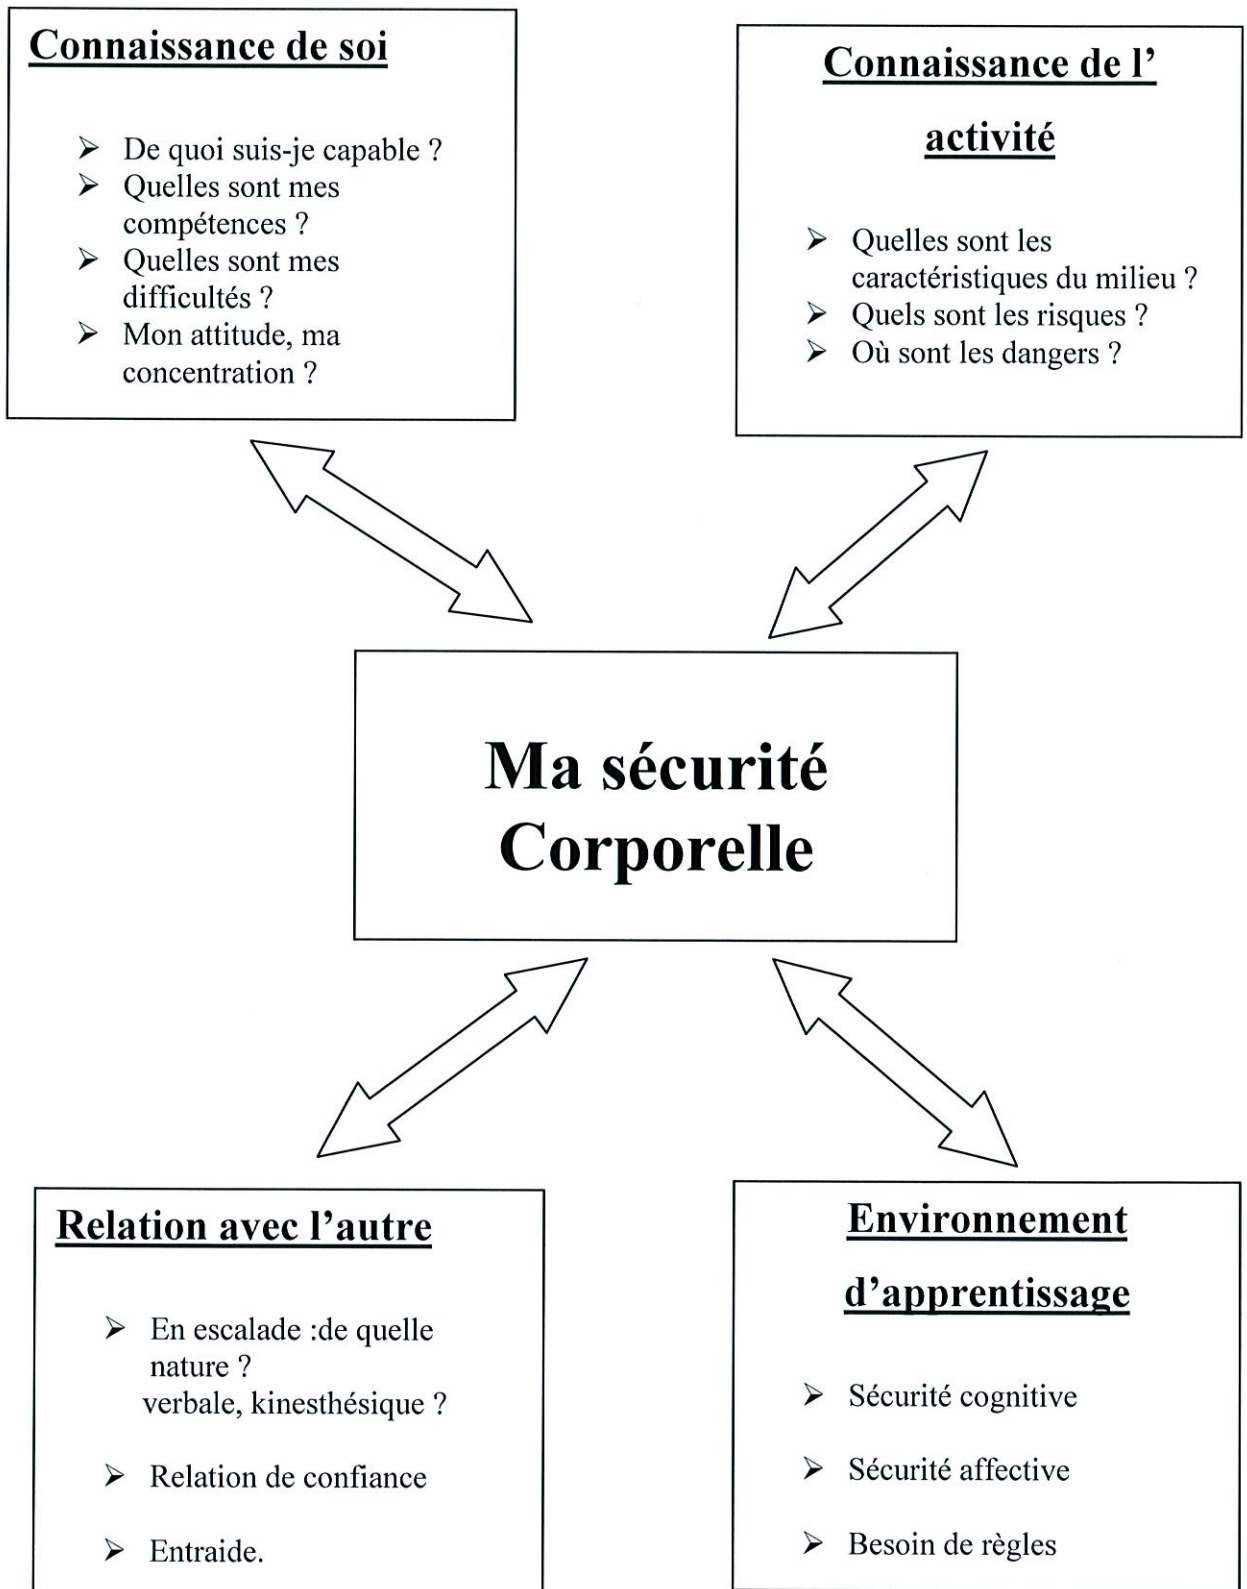 Connaissance de soi
➢ De quoi suis-je capable ?
➢ Quelles sont mes
compétences ?
➢ Quelles sont mes
difficultés ?
➢ Mon attitude, ma
concentration ?
Connaissance de l’
activité
➢ Quelles sont les
caractéristiques du milieu ?
➢ Quels sont les risques ?
➢ Où sont les dangers ?
Ma sécurité
Corporelle
Relation avec l’autre
➢ En escalade :de quelle
nature ?
verbale, kinesthésique ?
➢ Relation de confiance
➢ Entraide.
Environnement
d’apprentissage
➢ Sécurité cognitive
➢ Sécurité affective
➢ Besoin de règles